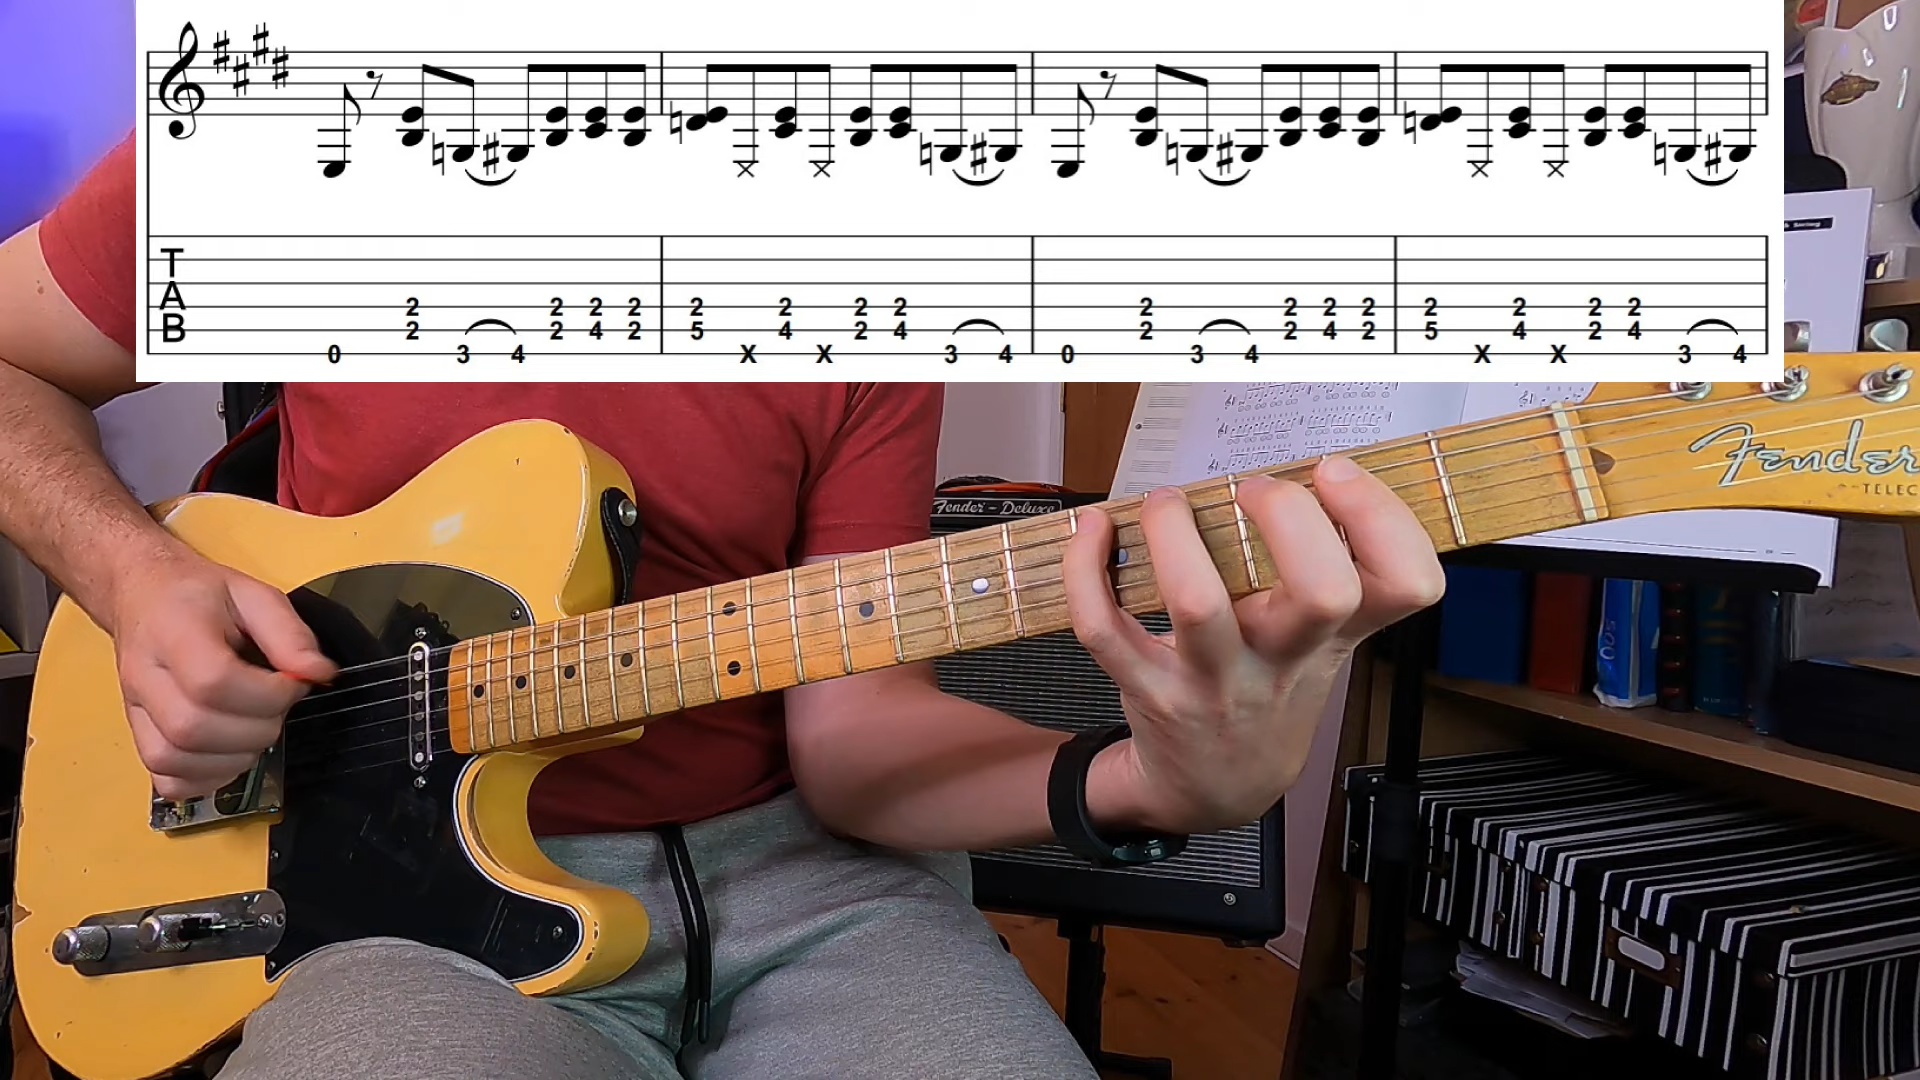 T
A
B
2 2 2 2 2 2 2 2 2 2 2 2 2 2 2 2
2 2 4 2 5 4 2 4 2 2 4 2 5 4 2 4
0 3 4 X X 3 4 0 3 4 X X 3 4
Fender
TELEC
Fender - Deluxe